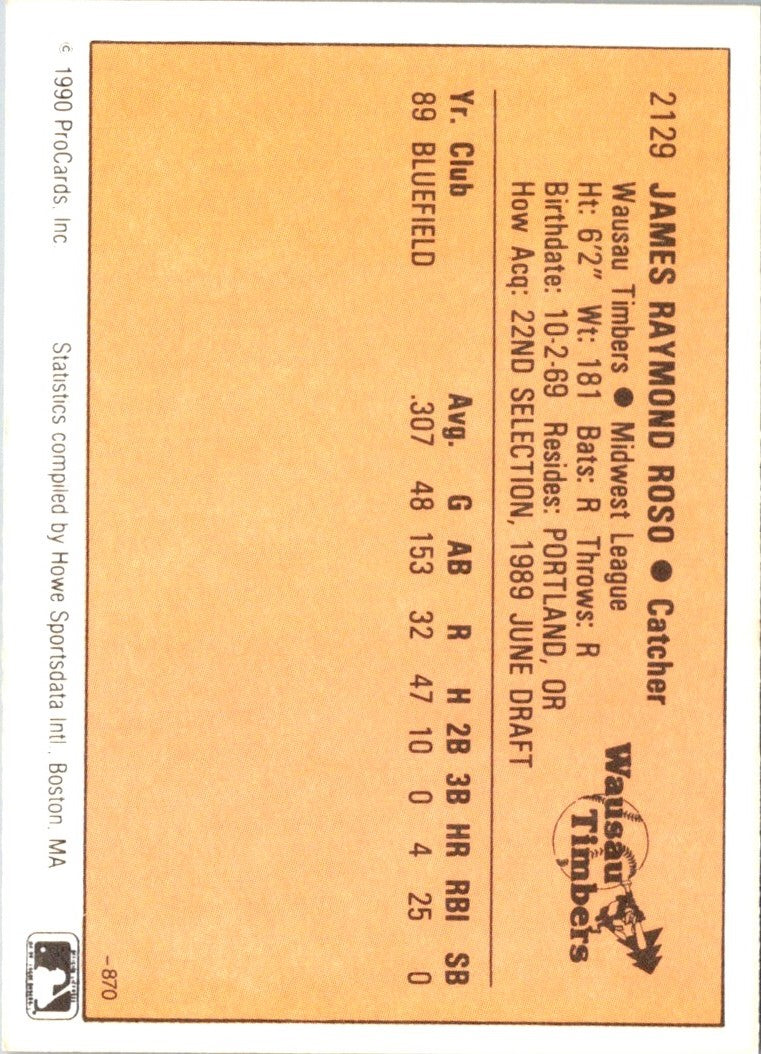 2129 JAMES RAYMOND ROSO ● Catcher
Wausau Timbers ● Midwest League
Ht: 6'2" Wt: 181 Bats: R Throws: R
Birthdate: 10-2-69 Resides: PORTLAND, OR
How Acq: 22ND SELECTION, 1989 JUNE DRAFT
Wausau
Timbers
Yr. Club Avg. G AB R H 2B 3B HR RBI SB
89 BLUEFIELD .307 48 153 32 47 10 0 4 25 0
-870
© 1990 ProCards, Inc Statistics compiled by Howe Sportsdata Intl., Boston, MA